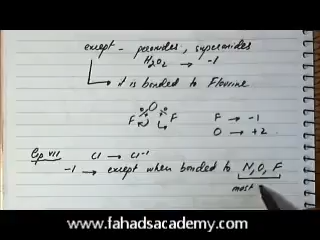 except - peroxides, superoxides
H₂O₂ → -1
it is bonded to Flourine
F O F F → -1
O → +2
Gp VII Cl → Cl⁻¹
-1 → except when bonded to N, O, F
most
www.fahadsacademy.com